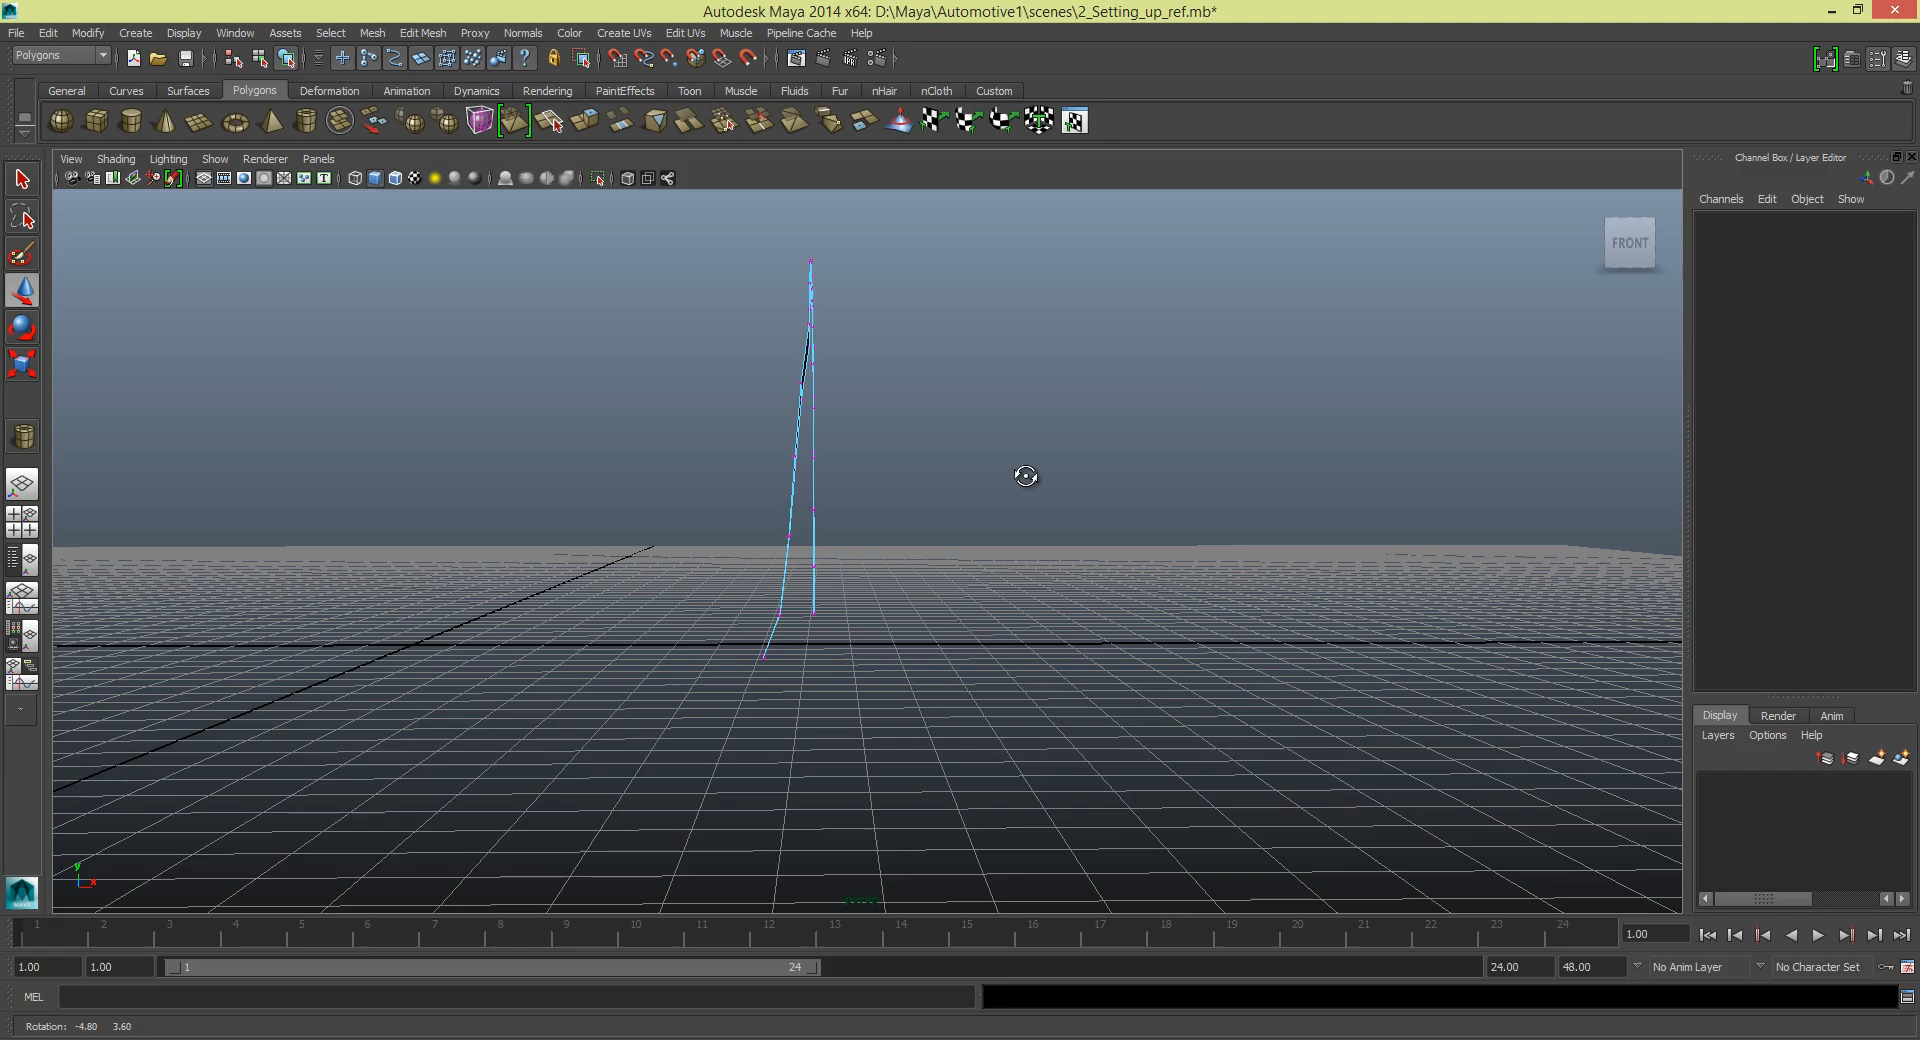 Autodesk Maya 2014 x64: D:\Maya\Automotive1\scenes\2_Setting_up_ref.mb*
File Edit Modify Create Display Window Assets Select Mesh Edit Mesh Proxy Normals Color Create UVs Edit UVs Muscle Pipeline Cache Help
Polygons
General Curves Surfaces Polygons Deformation Animation Dynamics Rendering PaintEffects Toon Muscle Fluids Fur nHair nCloth Custom
View Shading Lighting Show Renderer Panels
Channel Box / Layer Editor
Channels Edit Object Show
FRONT
Display Render Anim
Layers Options Help
y
x
persp
1 2 3 4 5 6 7 8 9 10 11 12 13 14 15 16 17 18 19 20 21 22 23 24
1.00
1.00 1.00 1 24 24.00 48.00 No Anim Layer No Character Set
MEL
Rotation: -4.80 3.60